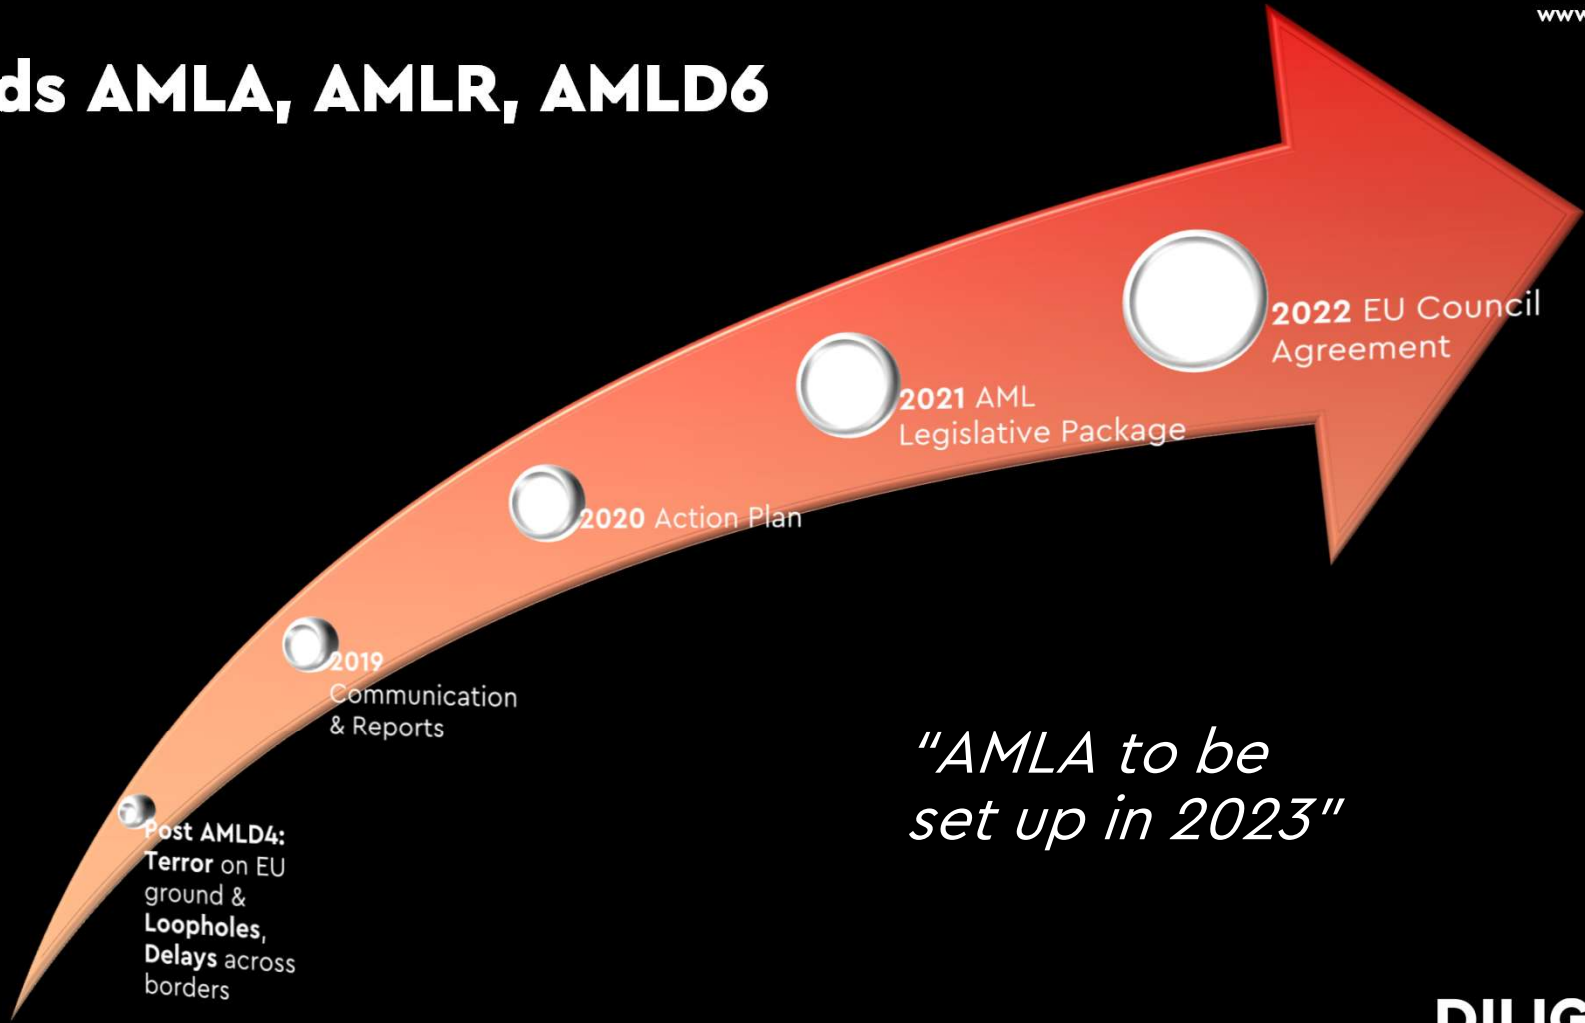 www
ds AMLA, AMLR, AMLD6
2022 EU Council
Agreement
2021 AML
Legislative Package
2020 Action Plan
2019
Communication
& Reports
Post AMLD4:
Terror on EU
ground &
Loopholes,
Delays across
borders
"AMLA to be
set up in 2023"